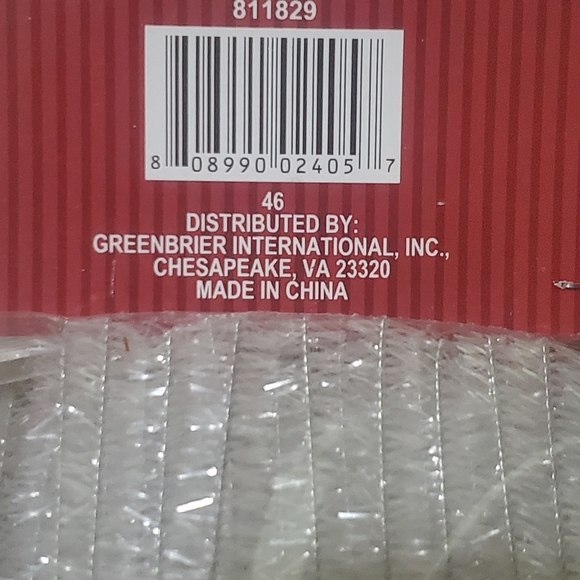 811829
8 08990 02405 7
46
DISTRIBUTED BY:
GREENBRIER INTERNATIONAL, INC.,
CHESAPEAKE, VA 23320
MADE IN CHINA